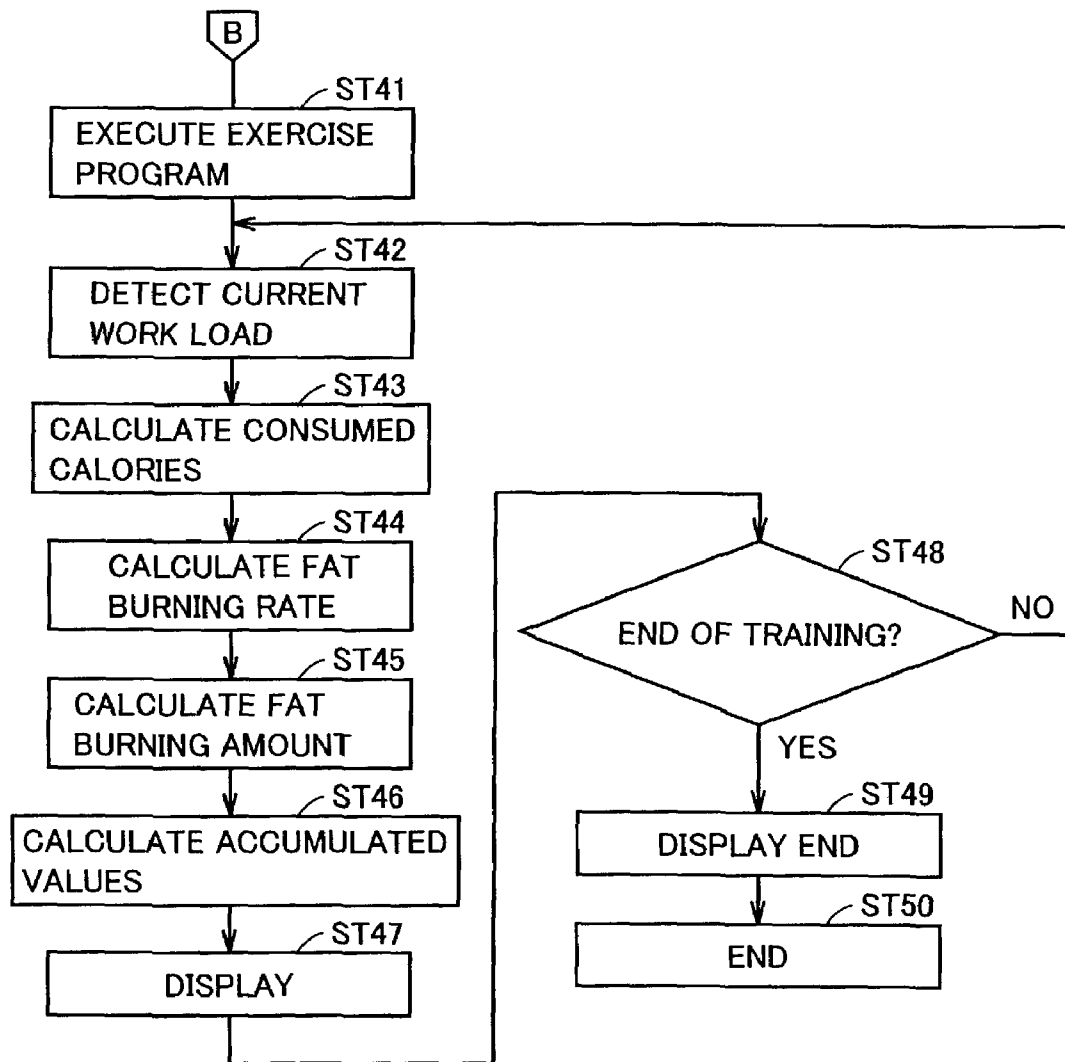 B
ST41
EXECUTE EXERCISE
PROGRAM
ST42
DETECT CURRENT
WORK LOAD
ST43
CALCULATE CONSUMED
CALORIES
ST44
CALCULATE FAT
BURNING RATE
ST45
CALCULATE FAT
BURNING AMOUNT
ST46
CALCULATE ACCUMULATED
VALUES
ST47
DISPLAY
ST48
END OF TRAINING?
NO
YES
ST49
DISPLAY END
ST50
END